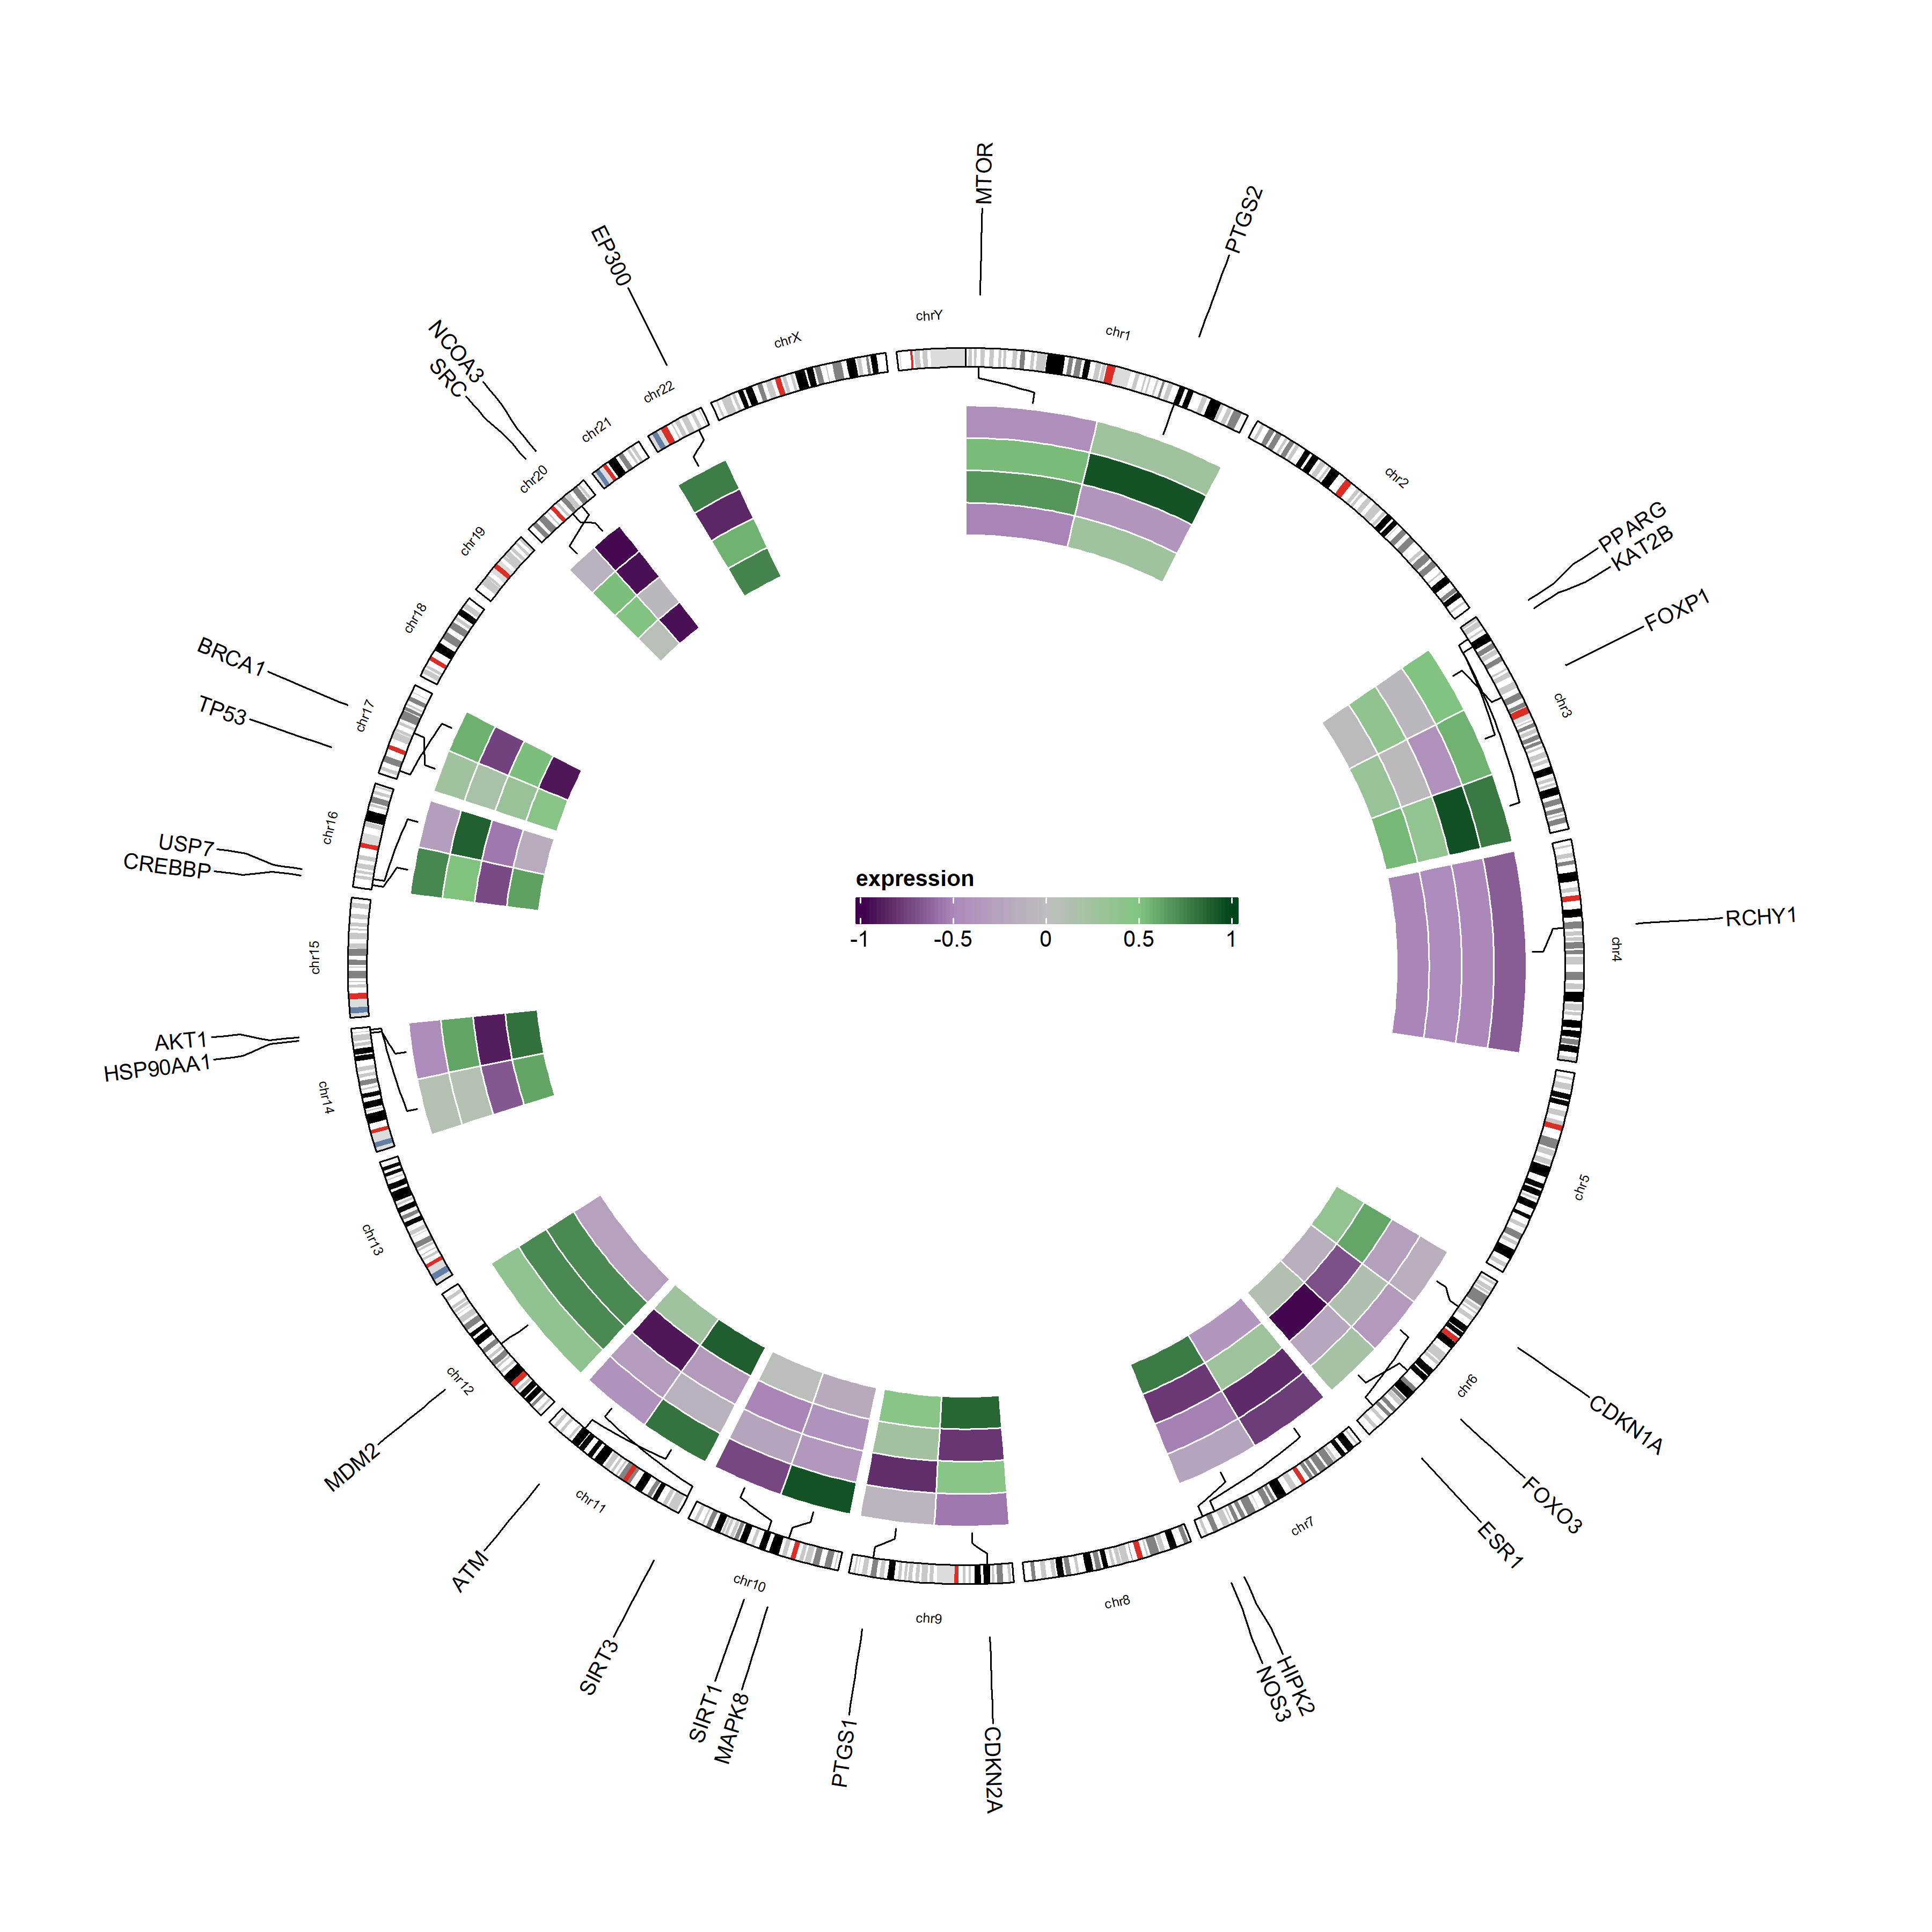 MTOR
PTGS2
EP300
NCOA3
SRC
chrY
chr1
chrX
chr22
chr21
chr20
chr2
chr19
PPARG
KAT2B
FOXP1
chr18
BRCA1
TP53
chr17
chr3
chr16
USP7
CREBBP
expression
-1 -0.5 0 0.5 1
RCHY1
chr4
chr15
AKT1
HSP90AA1
chr14
chr5
chr13
chr12
chr6
CDKN1A
MDM2
FOXO3
ESR1
chr11
chr7
ATM
chr10
chr8
chr9
SIRT3
SIRT1
MAPK8
PTGS1
CDKN2A
HIPK2
NOS3